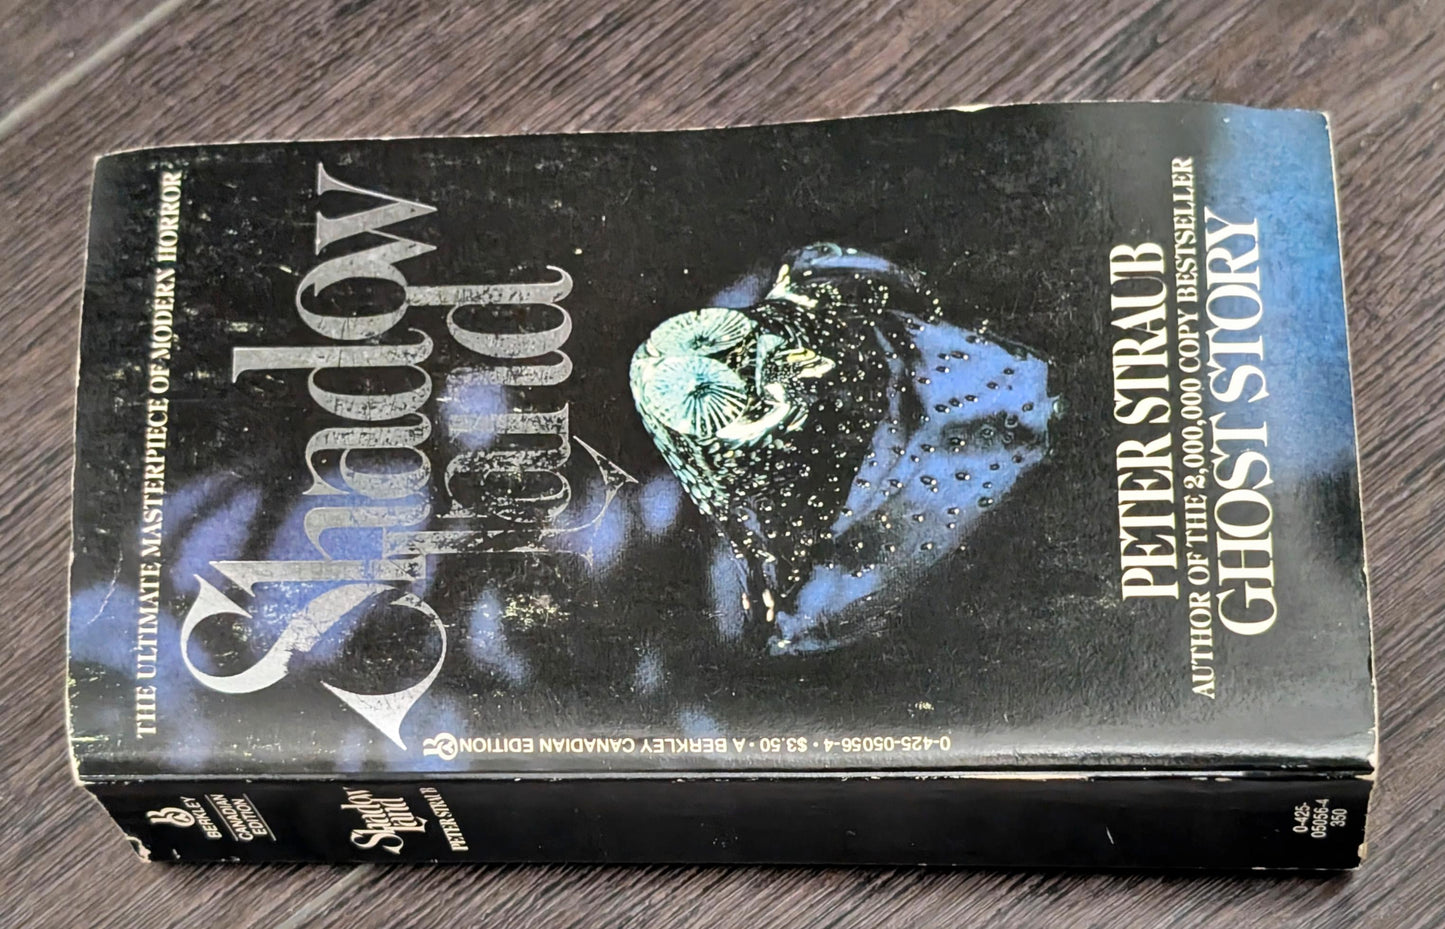 THE ULTIMATE MASTERPIECE OF MODERN HORROR
Shadow
Land
PETER STRAUB
AUTHOR OF THE 2,000,000 COPY BESTSELLER
GHOST STORY
0-425-05056-4 • $3.50 • A BERKLEY CANADIAN EDITION B
B
BERKLEY
CANADIAN
EDITION
Shadow
Land
PETER STRAUB
0-425-
05056-4
350